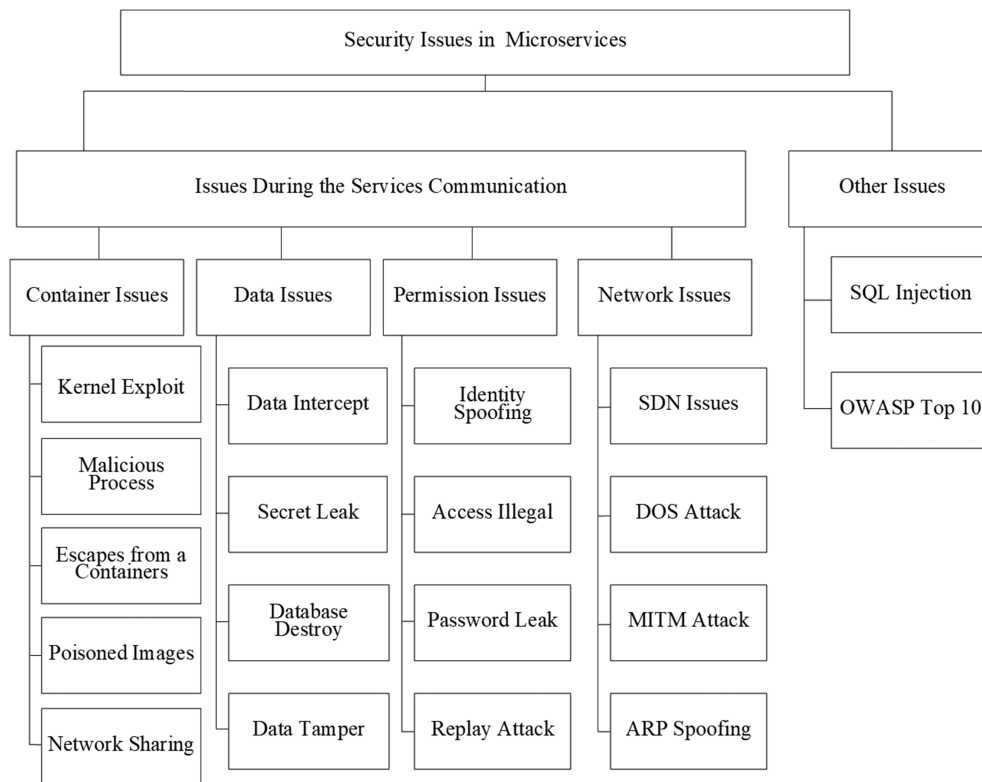 Security Issues in Microservices
Issues During the Services Communication
Other Issues
Container Issues
Kernel Exploit
Malicious
Process
Escapes from a
Containers
Poisoned Images
Network Sharing
Data Issues
Data Intercept
Secret Leak
Database
Destroy
Data Tamper
Permission Issues
Identity
Spoofing
Access Illegal
Password Leak
Replay Attack
Network Issues
SDN Issues
DOS Attack
MITM Attack
ARP Spoofing
SQL Injection
OWASP Top 10